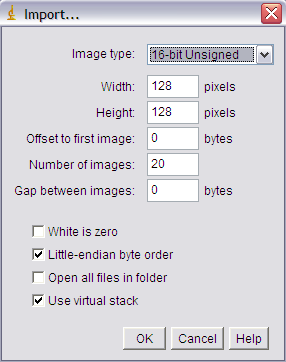 Import...
Image type: 16-bit Unsigned
Width: 128 pixels
Height: 128 pixels
Offset to first image: 0 bytes
Number of images: 20
Gap between images: 0 bytes
White is zero
Little-endian byte order
Open all files in folder
Use virtual stack
OK Cancel Help